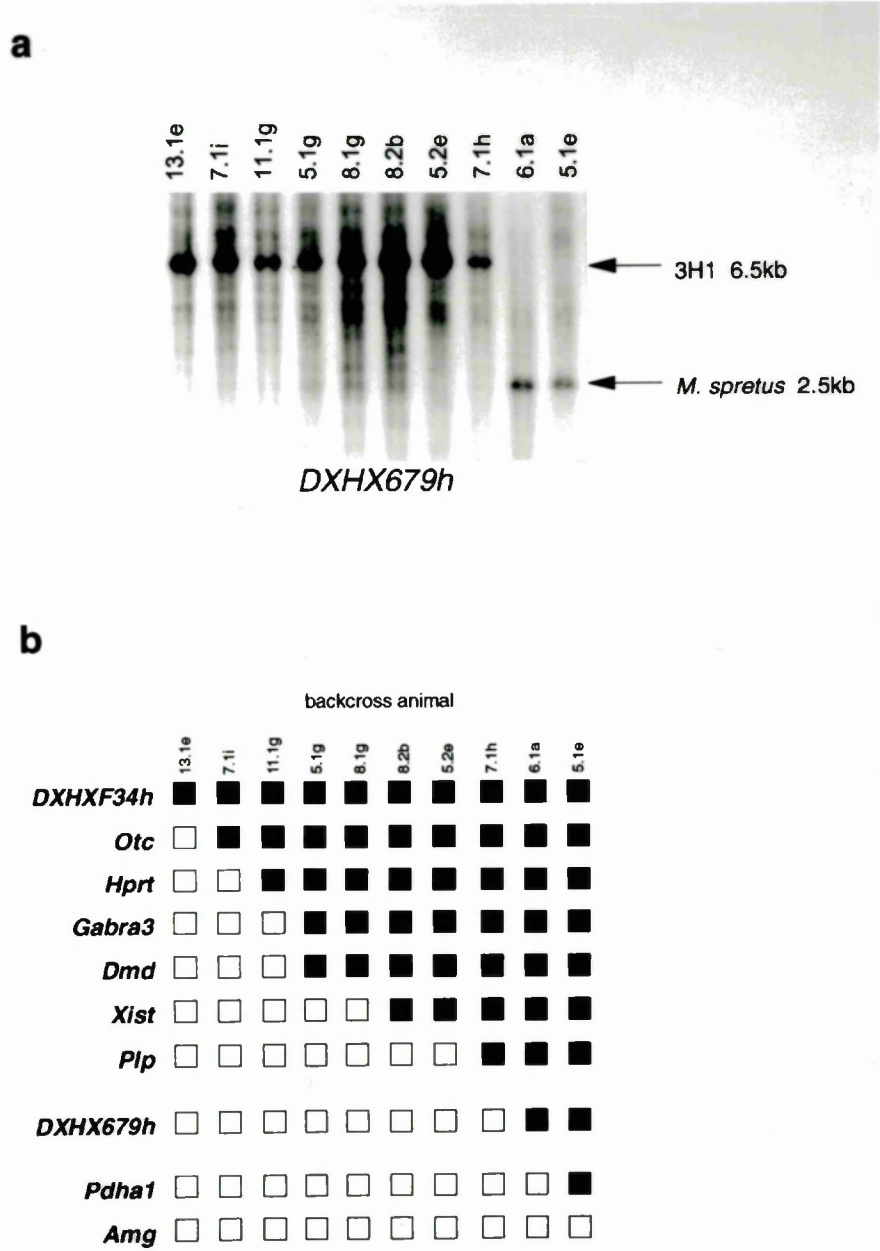 a
13.1e 7.1i 11.1g 5.1g 8.1g 8.2b 5.2e 7.1h 6.1a 5.1e
3H1 6.5kb
M. spretus 2.5kb
DXHX679h
b
backcross animal
13.1e 7.1i 11.1g 5.1g 8.1g 8.2b 5.2e 7.1h 6.1a 5.1e
DXHXF34h
Otc
Hprt
Gabra3
Dmd
Xist
Plp
DXHX679h
Pdha1
Amg